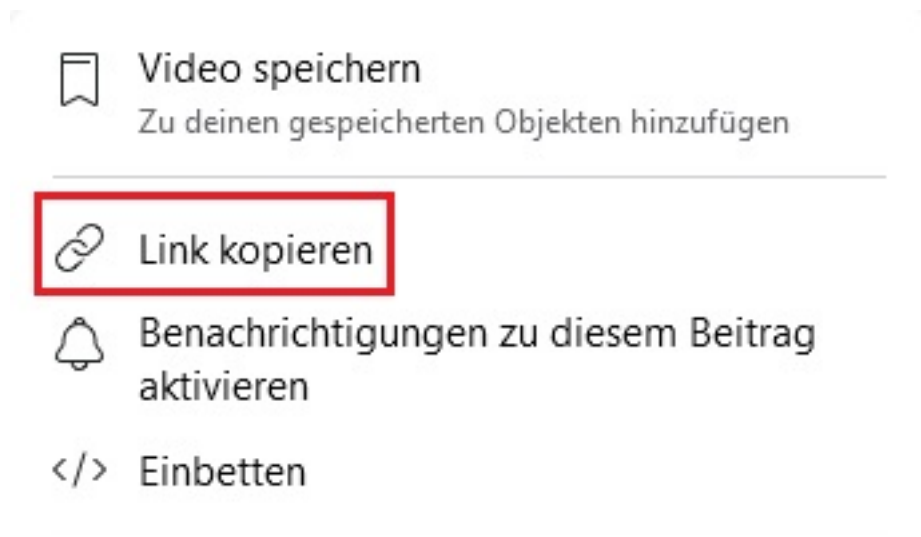 Video speichern
Zu deinen gespeicherten Objekten hinzufügen
Link kopieren
Benachrichtigungen zu diesem Beitrag
aktivieren
</> Einbetten